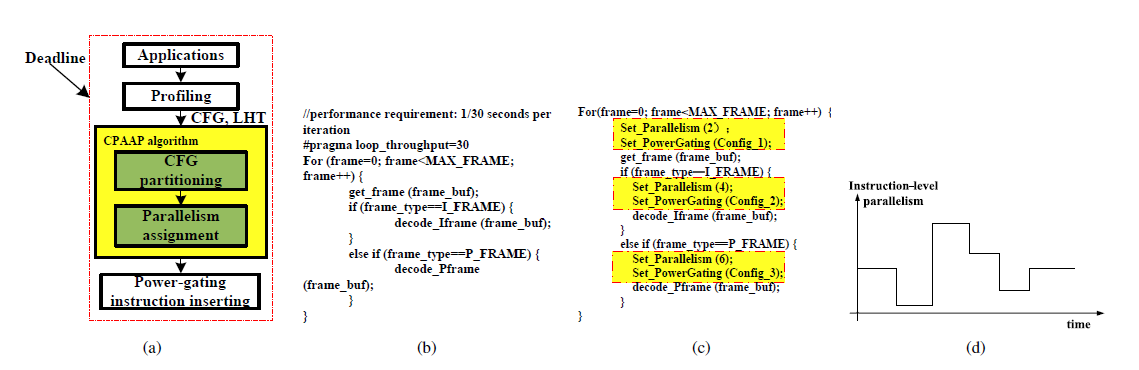 Deadline
Applications
Profiling
CFG, LHT
CPAAP algorithm
CFG
partitioning
Parallelism
assignment
Power-gating
instruction inserting
(a)
//performance requirement: 1/30 seconds per
iteration
#pragma loop_throughput=30
For (frame=0; frame<MAX_FRAME;
frame++) {
get_frame (frame_buf);
if (frame_type==I_FRAME) {
decode_Iframe (frame_buf);
}
else if (frame_type==P_FRAME) {
decode_Pframe
(frame_buf);
}
}
(b)
For(frame=0; frame<MAX_FRAME; frame++) {
Set_Parallelism (2) ;
Set_PowerGating (Config_1);
get_frame (frame_buf);
if (frame_type==I_FRAME) {
Set_Parallelism (4);
Set_PowerGating (Config_2);
decode_Iframe (frame_buf);
}
else if (frame_type==P_FRAME) {
Set_Parallelism (6);
Set_PowerGating (Config_3);
decode_Pframe (frame_buf);
}
}
(c)
Instruction-level
parallelism
time
(d)